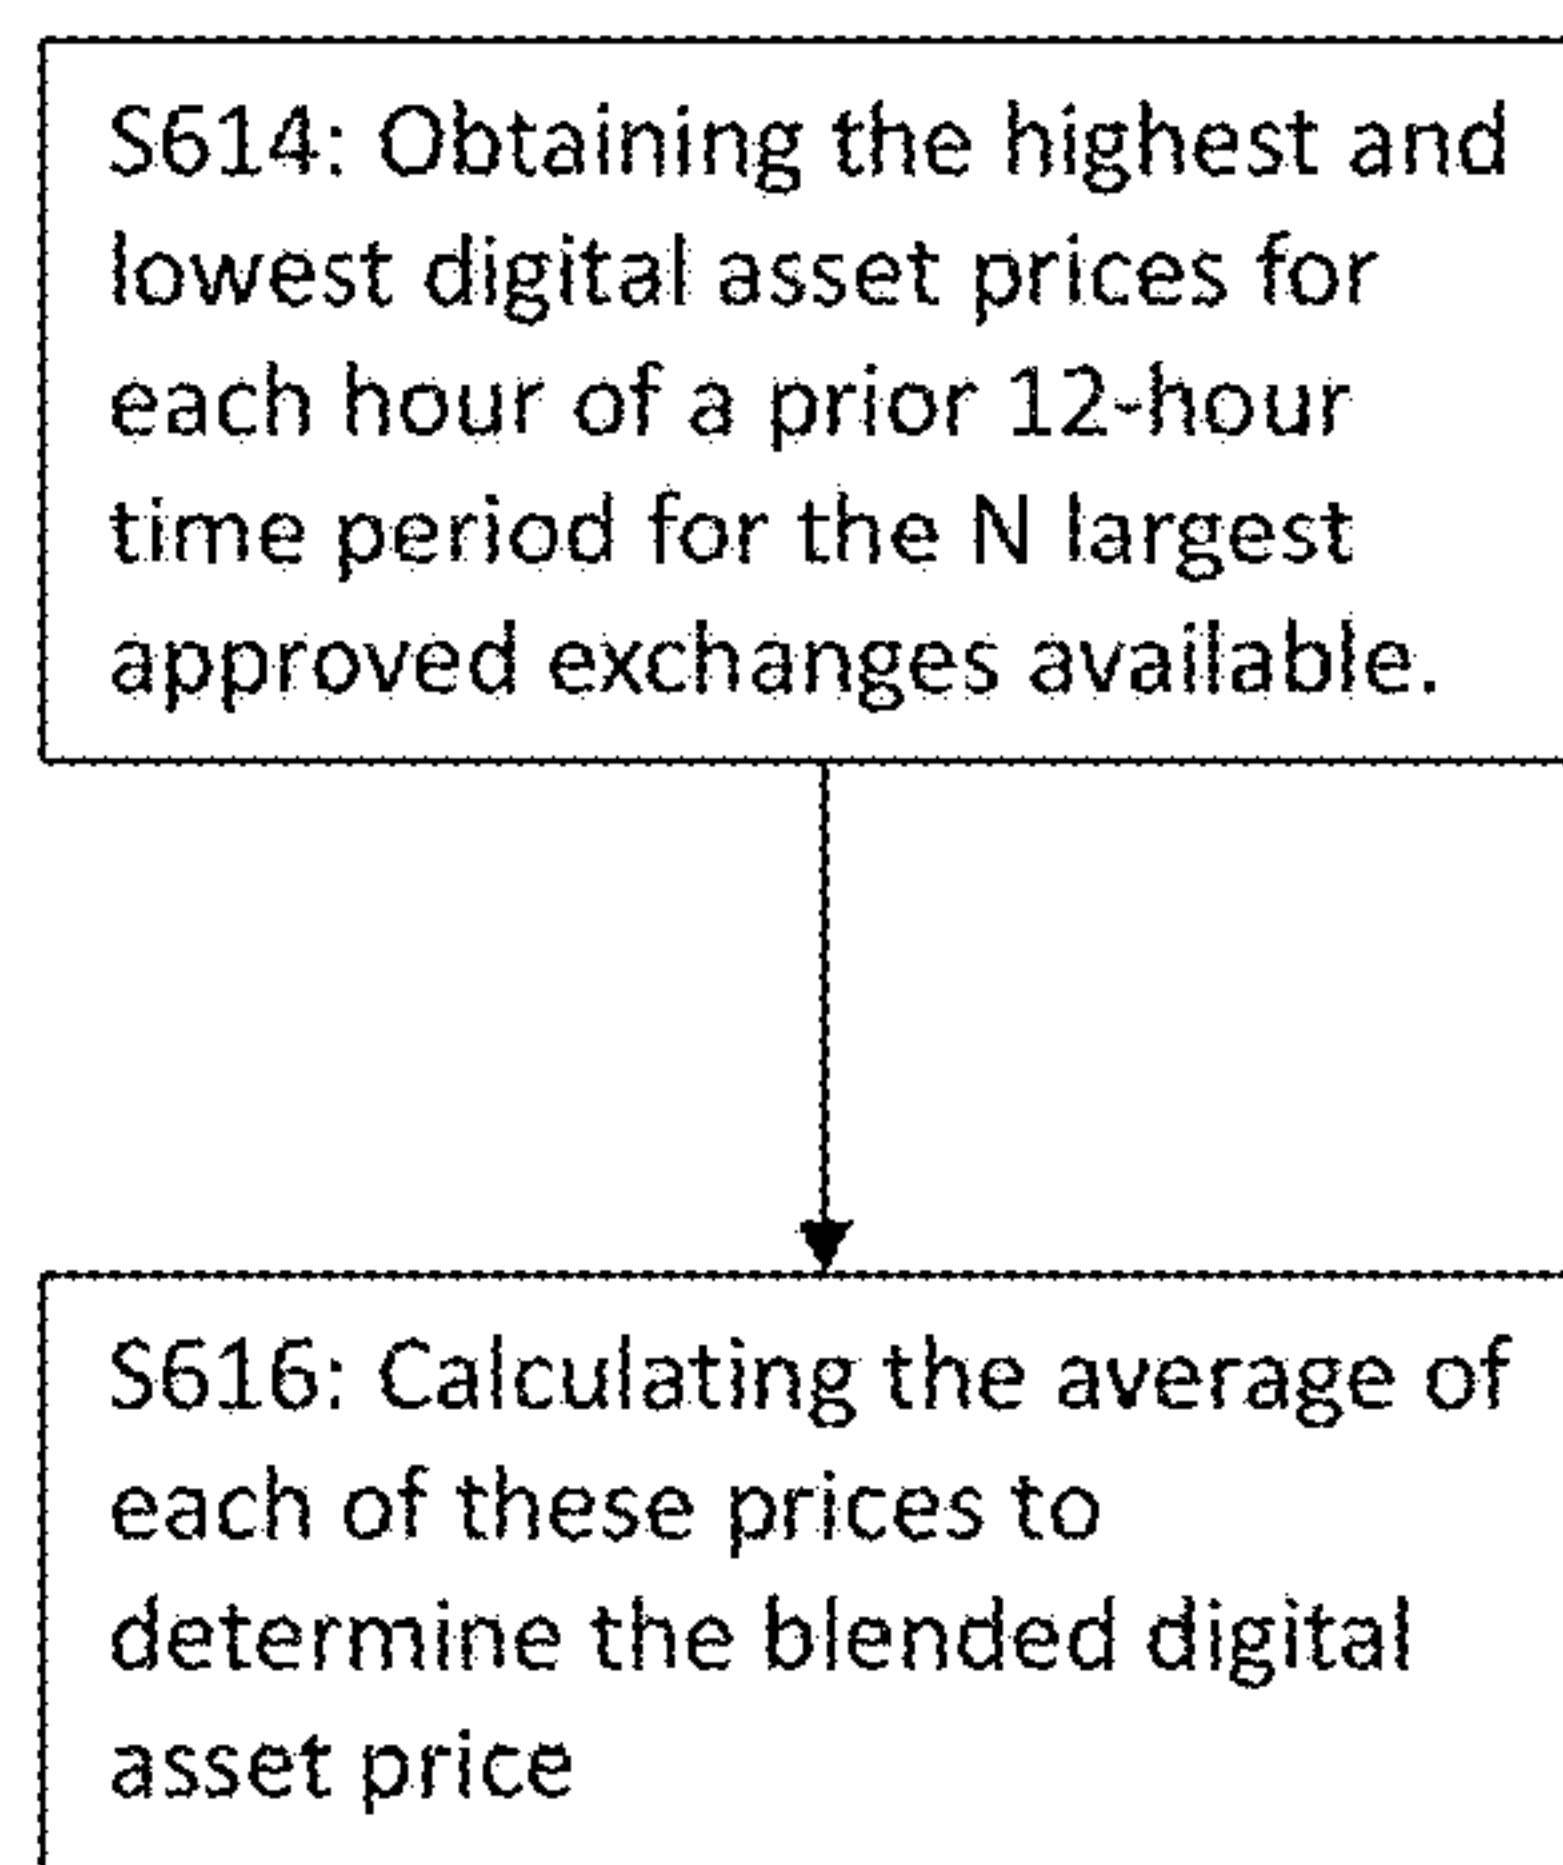 S614: Obtaining the highest and
lowest digital asset prices for
each hour of a prior 12-hour
time period for the N largest
approved exchanges available.
S616: Calculating the average of
each of these prices to
determine the blended digital
asset price